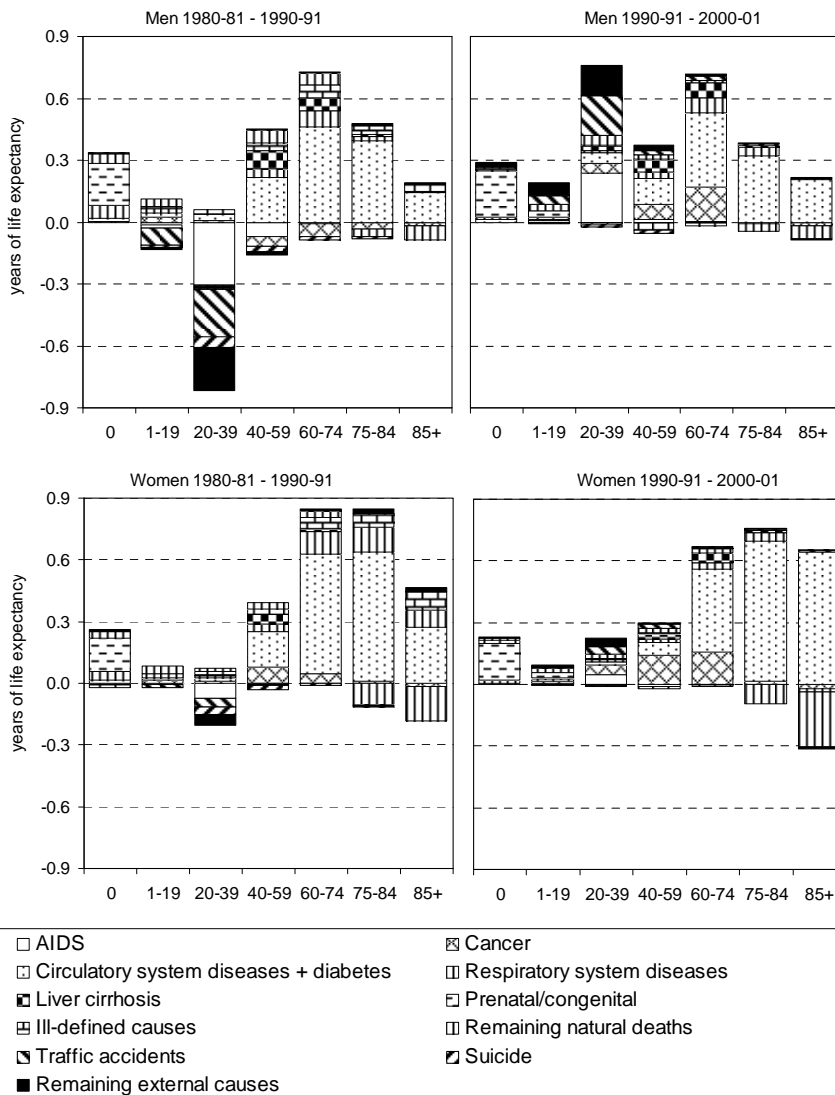 Men 1980-81 - 1990-91
Men 1990-91 - 2000-01
years of life expectancy
0.9
0.6
0.3
0.0
-0.3
-0.6
-0.9
0 1-19 20-39 40-59 60-74 75-84 85+
0 1-19 20-39 40-59 60-74 75-84 85+
Women 1980-81 - 1990-91
Women 1990-91 - 2000-01
years of life expectancy
0.9
0.6
0.3
0.0
-0.3
-0.6
-0.9
0 1-19 20-39 40-59 60-74 75-84 85+
0 1-19 20-39 40-59 60-74 75-84 85+
AIDS
Cancer
Circulatory system diseases + diabetes
Respiratory system diseases
Liver cirrhosis
Prenatal/congenital
Ill-defined causes
Remaining natural deaths
Traffic accidents
Suicide
Remaining external causes